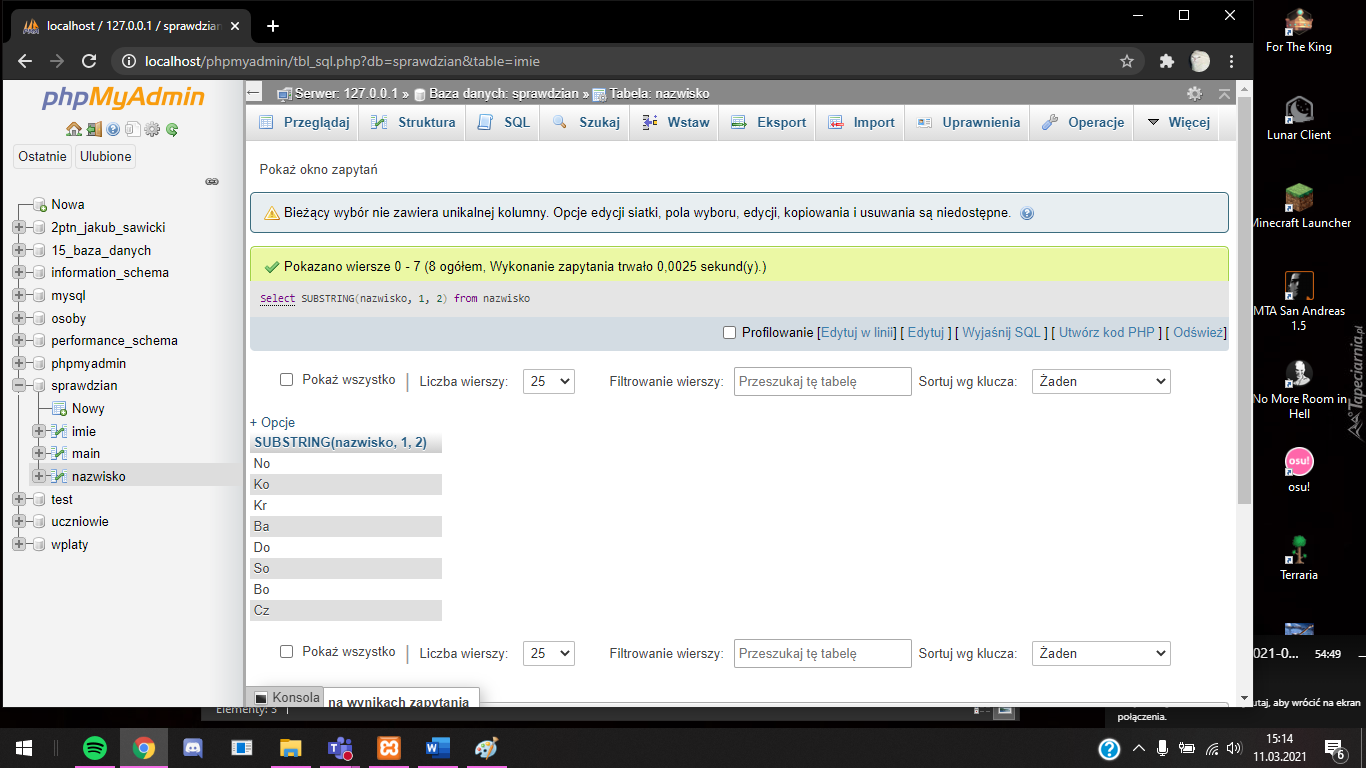 localhost / 127.0.0.1 / sprawdzian
localhost/phpmyadmin/tbl_sql.php?db=sprawdzian&table=imie
phpMyAdmin
Ostatnie
Ulubione
Nowa
2ptn_jakub_sawicki
15_baza_danych
information_schema
mysql
osoby
performance_schema
phpmyadmin
sprawdzian
Nowy
imie
main
nazwisko
test
uczniowie
wplaty
Serwer: 127.0.0.1 » Baza danych: sprawdzian » Tabela: nazwisko
Przeglądaj Struktura SQL Szukaj Wstaw Eksport Import Uprawnienia Operacje Więcej
Pokaż okno zapytań
Bieżący wybór nie zawiera unikalnej kolumny. Opcje edycji siatki, pola wyboru, edycji, kopiowania i usuwania są niedostępne.
Pokazano wiersze 0 - 7 (8 ogółem, Wykonanie zapytania trwało 0,0025 sekund(y).)
Select SUBSTRING(nazwisko, 1, 2) from nazwisko
Profilowanie [Edytuj w linii] [ Edytuj ] [ Wyjaśnij SQL ] [ Utwórz kod PHP ] [ Odśwież]
Pokaż wszystko | Liczba wierszy: 25 Filtrowanie wierszy: Przeszukaj tę tabelę Sortuj wg klucza: Żaden
+ Opcje
SUBSTRING(nazwisko, 1, 2)
No
Ko
Kr
Ba
Do
So
Bo
Cz
Pokaż wszystko | Liczba wierszy: 25 Filtrowanie wierszy: Przeszukaj tę tabelę Sortuj wg klucza: Żaden
Konsola
na wynikach zapytania
Elementy: 3
For The King
Lunar Client
Minecraft Launcher
MTA San Andreas
1.5
No More Room in
Hell
osu!
osu!
Terraria
Tapeciarnia.pl
021-0... 54:49
utaj, aby wrócić na ekran
połączenia.
15:14
11.03.2021
6